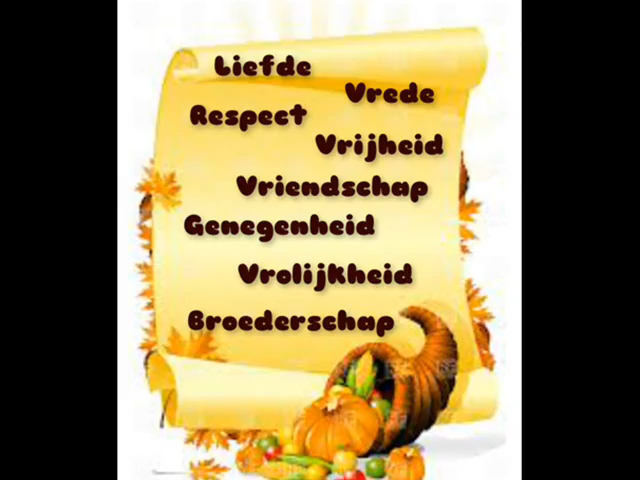 Liefde
Vrede
Respect
Vrijheid
Vriendschap
Genegenheid
Vrolijkheid
Broederschap